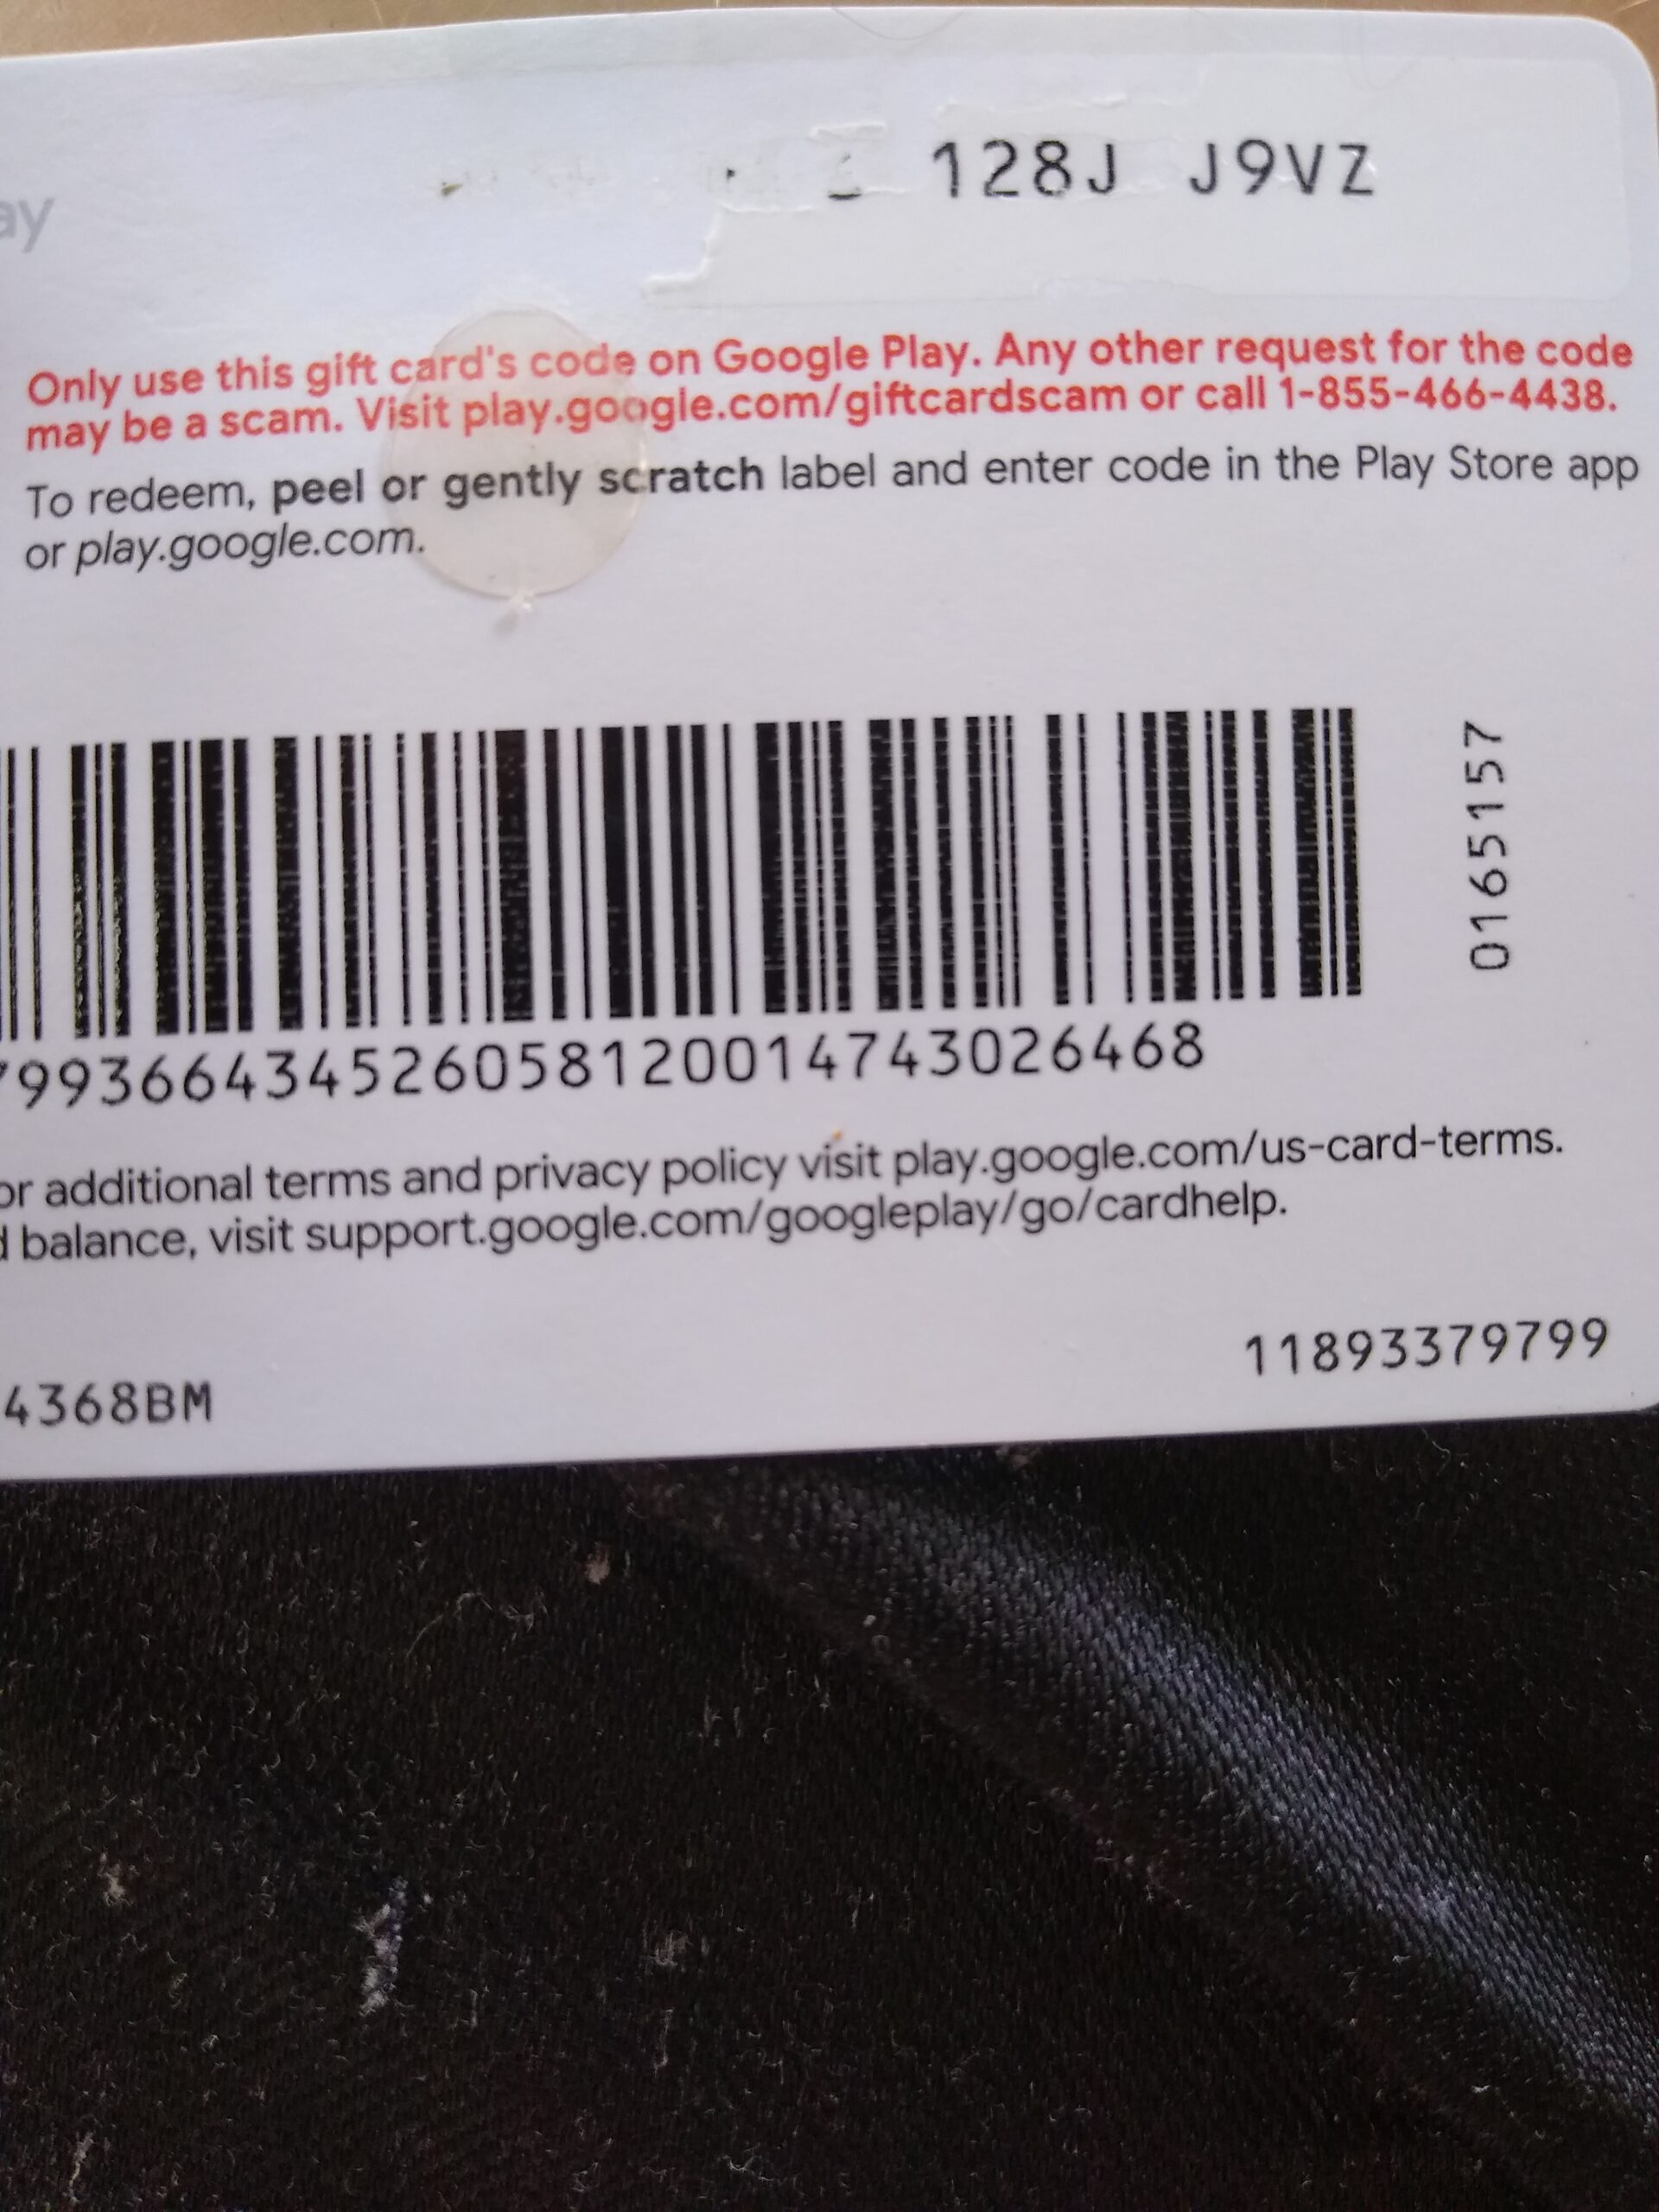 128J J9VZ
ay
Only use this gift card's code on Google Play. Any other request for the code
may be a scam. Visit play.google.com/giftcardscam or call 1-855-466-4438.
To redeem, peel or gently scratch label and enter code in the Play Store app
or play.google.com.
0165157
799366434526058120014743026468
or additional terms and privacy policy visit play.google.com/us-card-terms.
d balance, visit support.google.com/googleplay/go/cardhelp.
11893379799
4368BM